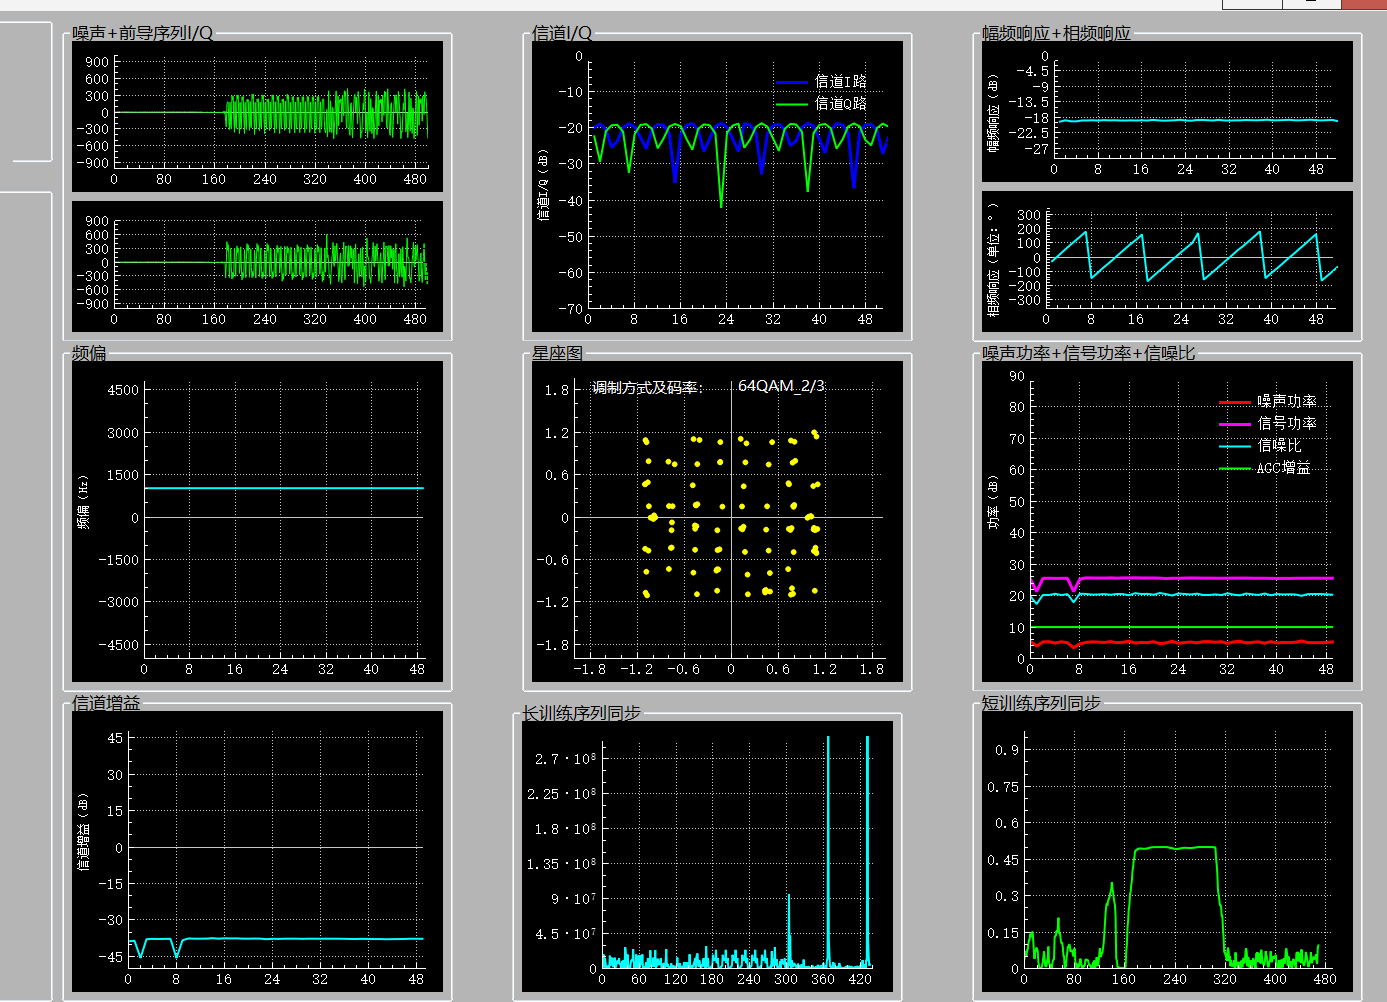 噪声+前导序列I/Q
900
600
300
0
-300
-600
-900
0 80 160 240 320 400 480
900
600
300
0
-300
-600
-900
0 80 160 240 320 400 480
信道I/Q
信道I/Q（dB）
0
-10
-20
-30
-40
-50
-60
-70
0 8 16 24 32 40 48
信道I路
信道Q路
幅频响应+相频响应
幅频响应（dB）
0
-4.5
-9
-13.5
-18
-22.5
-27
0 8 16 24 32 40 48
相频响应（单位：°）
300
200
100
0
-100
-200
-300
0 8 16 24 32 40 48
频偏
频偏（Hz）
4500
3000
1500
0
-1500
-3000
-4500
0 8 16 24 32 40 48
星座图
调制方式及码率： 64QAM_2/3
1.8
1.2
0.6
0
-0.6
-1.2
-1.8
-1.8 -1.2 -0.6 0 0.6 1.2 1.8
噪声功率+信号功率+信噪比
功率（dB）
90
80
70
60
50
40
30
20
10
0
0 8 16 24 32 40 48
噪声功率
信号功率
信噪比
AGC增益
信道增益
信道增益（dB）
45
30
15
0
-15
-30
-45
0 8 16 24 32 40 48
长训练序列同步
2.7·10⁸
2.25·10⁸
1.8·10⁸
1.35·10⁸
9·10⁷
4.5·10⁷
0
0 60 120 180 240 300 360 420
短训练序列同步
0.9
0.75
0.6
0.45
0.3
0.15
0
0 80 160 240 320 400 480